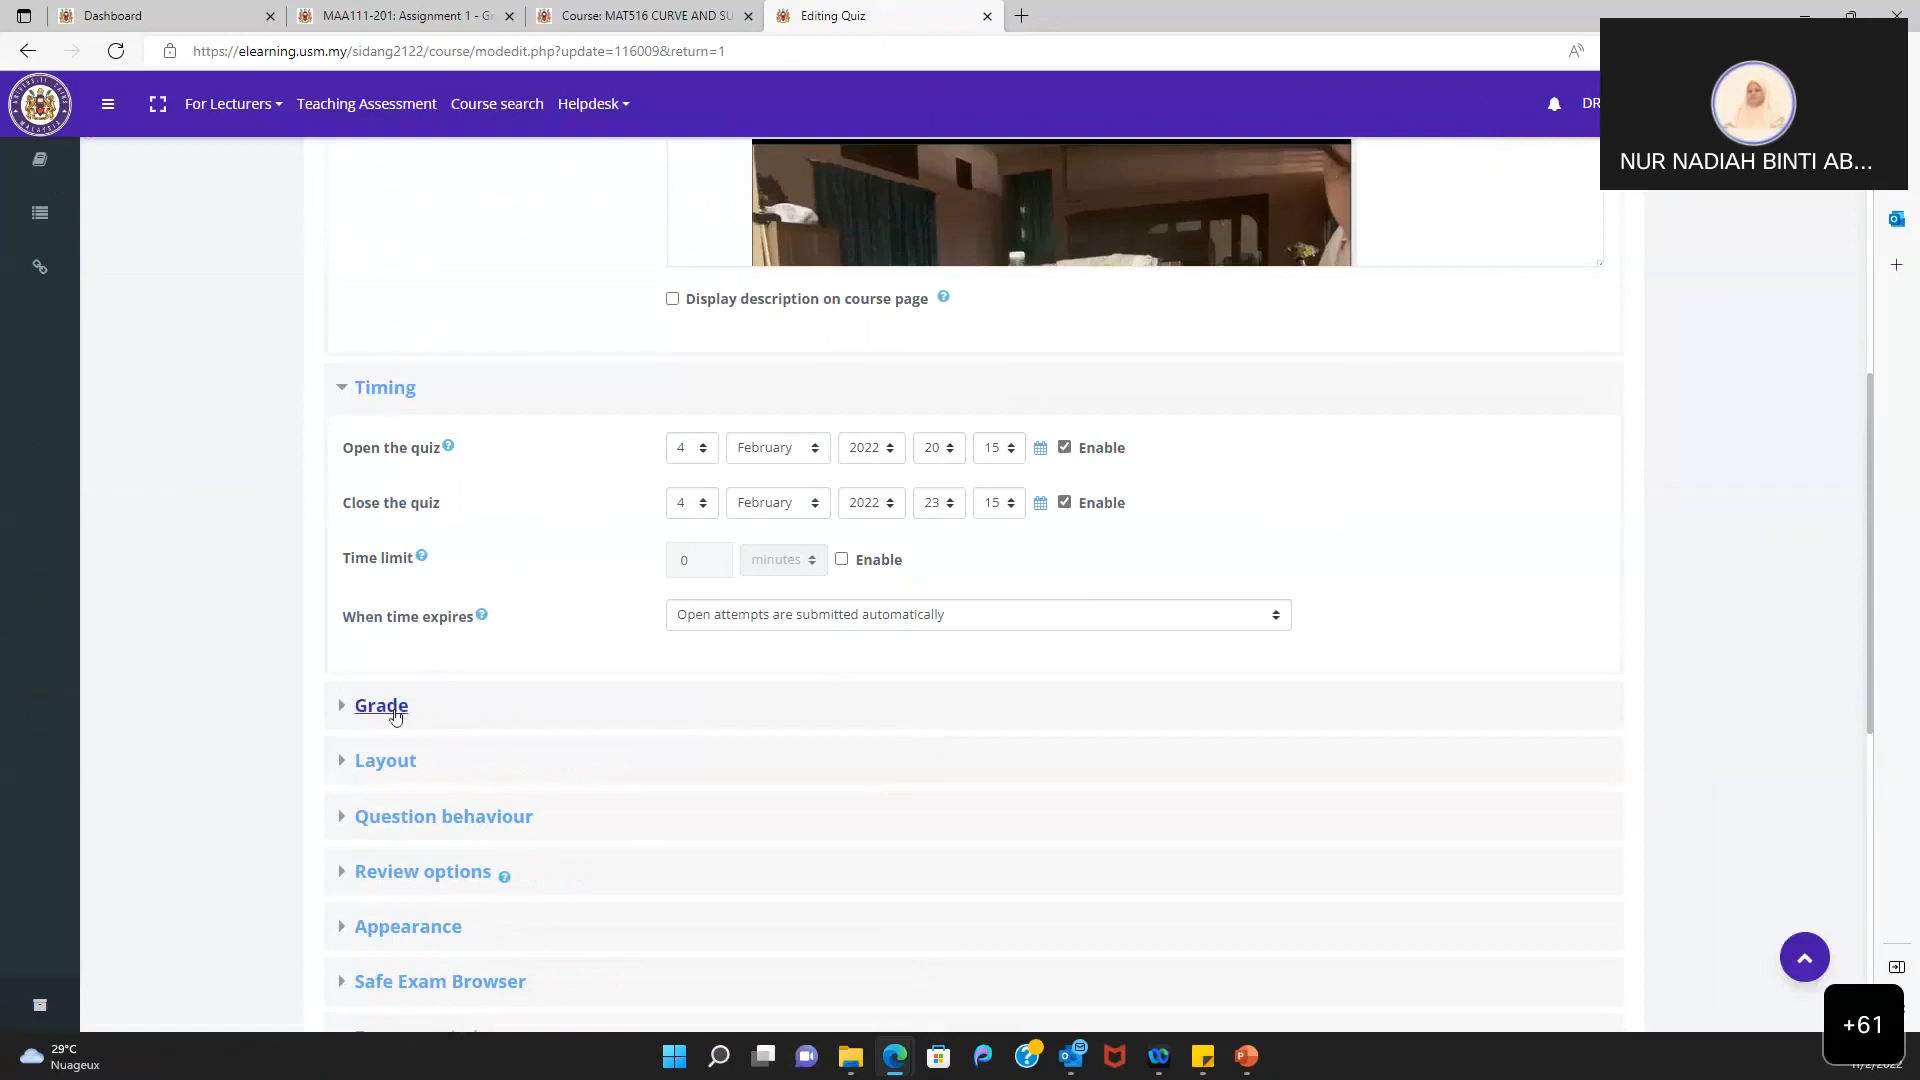 Dashboard
MAA111-201: Assignment 1 - Gr
Course: MAT516 CURVE AND SU
Editing Quiz
https://elearning.usm.my/sidang2122/course/modedit.php?update=116009&return=1
For Lecturers
Teaching Assessment
Course search
Helpdesk
DR
NUR NADIAH BINTI AB...
Display description on course page
Timing
Open the quiz
4 February 2022 20 15 Enable
Close the quiz
4 February 2022 23 15 Enable
Time limit
0 minutes Enable
When time expires
Open attempts are submitted automatically
Grade
Layout
Question behaviour
Review options
Appearance
Safe Exam Browser
+61
29°C
Nuageux